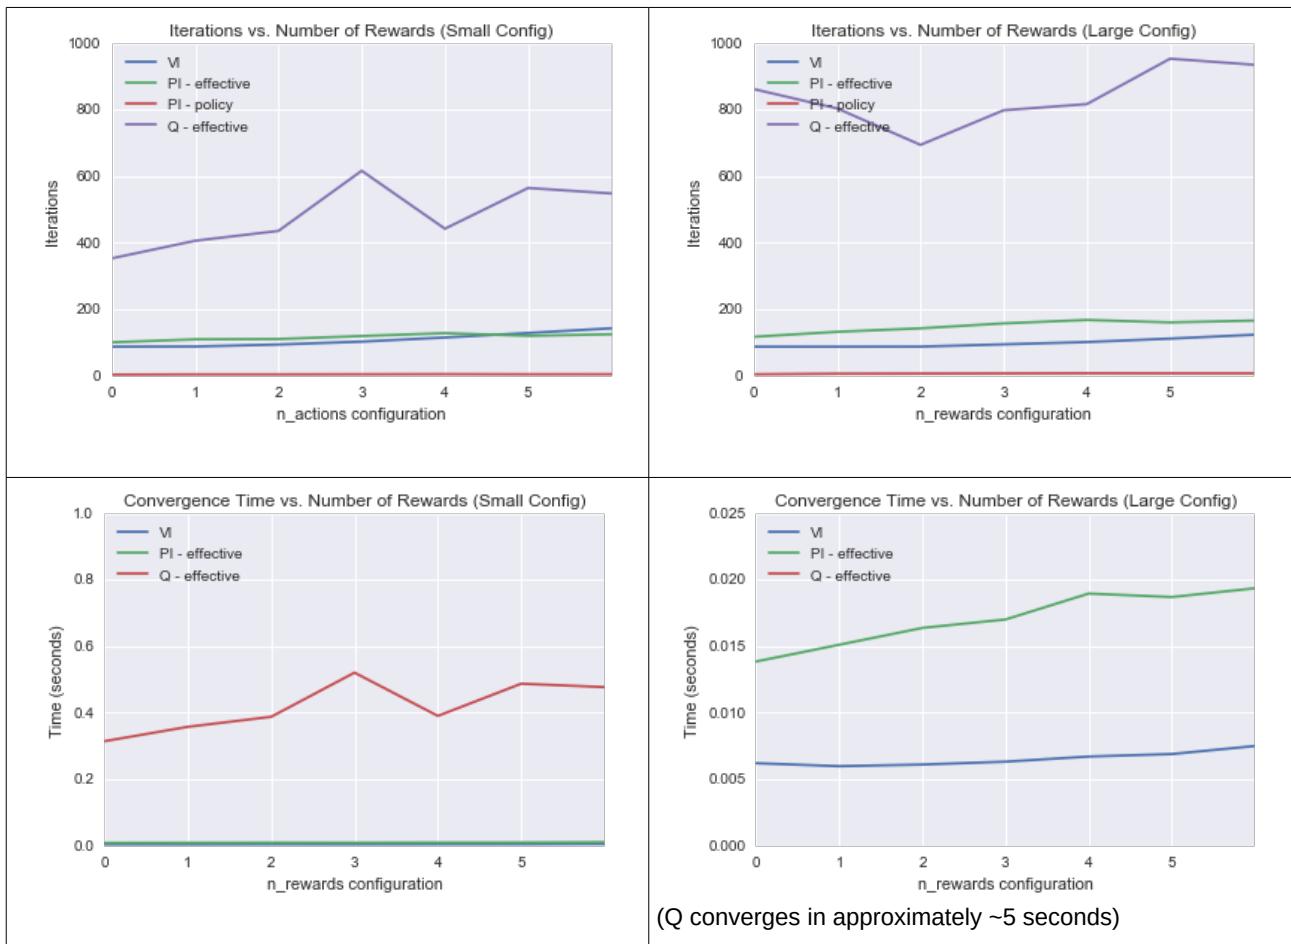 Iterations vs. Number of Rewards (Small Config)
1000
800
600
400
200
0
Iterations
VI
PI - effective
PI - policy
Q - effective
0 1 2 3 4 5
n_actions configuration
Iterations vs. Number of Rewards (Large Config)
1000
800
600
400
200
0
Iterations
VI
PI - effective
PI - policy
Q - effective
0 1 2 3 4 5
n_rewards configuration
Convergence Time vs. Number of Rewards (Small Config)
1.0
0.8
0.6
0.4
0.2
0.0
Time (seconds)
VI
PI - effective
Q - effective
0 1 2 3 4 5
n_rewards configuration
Convergence Time vs. Number of Rewards (Large Config)
0.025
0.020
0.015
0.010
0.005
0.000
Time (seconds)
VI
PI - effective
Q - effective
0 1 2 3 4 5
n_rewards configuration
(Q converges in approximately ~5 seconds)